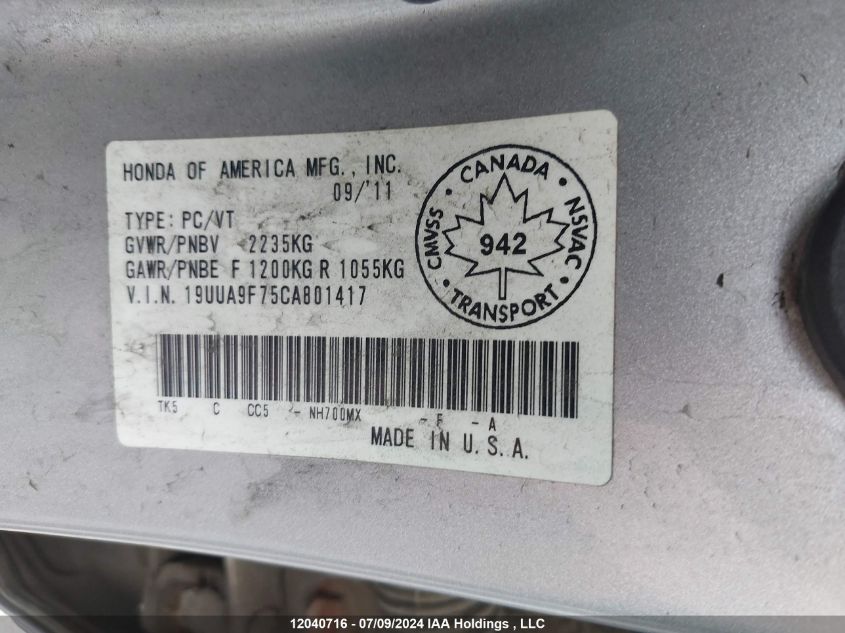 HONDA OF AMERICA MFG., INC.
09/'11
TYPE: PC/VT
GVWR/PNBV 2235KG
GAWR/PNBE F 1200KG R 1055KG
V.I.N. 19UUA9F75CA801417
CANADA • NSVAC • TRANSPORT • CMVSS •
942
TK5 C CC5 - NH700MX - F - A
MADE IN U.S.A.
12040716 - 07/09/2024 IAA Holdings , LLC